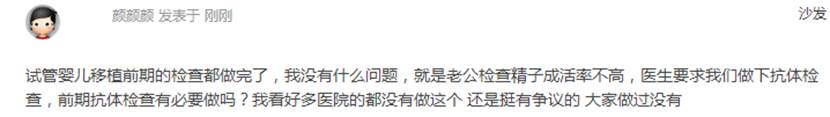 颜颜颜 发表于 刚刚
沙发
试管婴儿移植前期的检查都做完了，我没有什么问题，就是老公检查精子成活率不高，医生要求我们做下抗体检
查，前期抗体检查有必要做吗？我看好多医院的都没有做这个 还是挺有争议的 大家做过没有